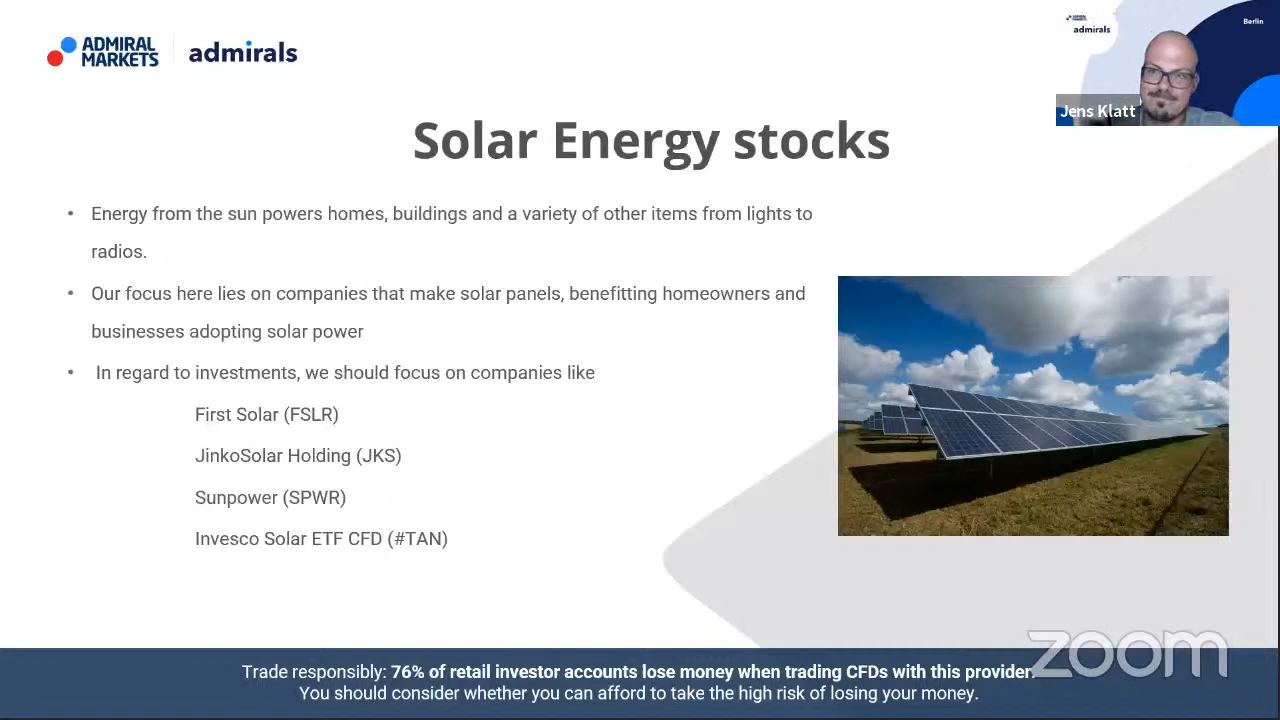 ADMIRAL
MARKETS
admirals
admirals
Berlin
Jens Klatt
Solar Energy stocks
• Energy from the sun powers homes, buildings and a variety of other items from lights to
radios.
• Our focus here lies on companies that make solar panels, benefitting homeowners and
businesses adopting solar power
• In regard to investments, we should focus on companies like
First Solar (FSLR)
JinkoSolar Holding (JKS)
Sunpower (SPWR)
Invesco Solar ETF CFD (#TAN)
zoom
Trade responsibly: 76% of retail investor accounts lose money when trading CFDs with this provider.
You should consider whether you can afford to take the high risk of losing your money.